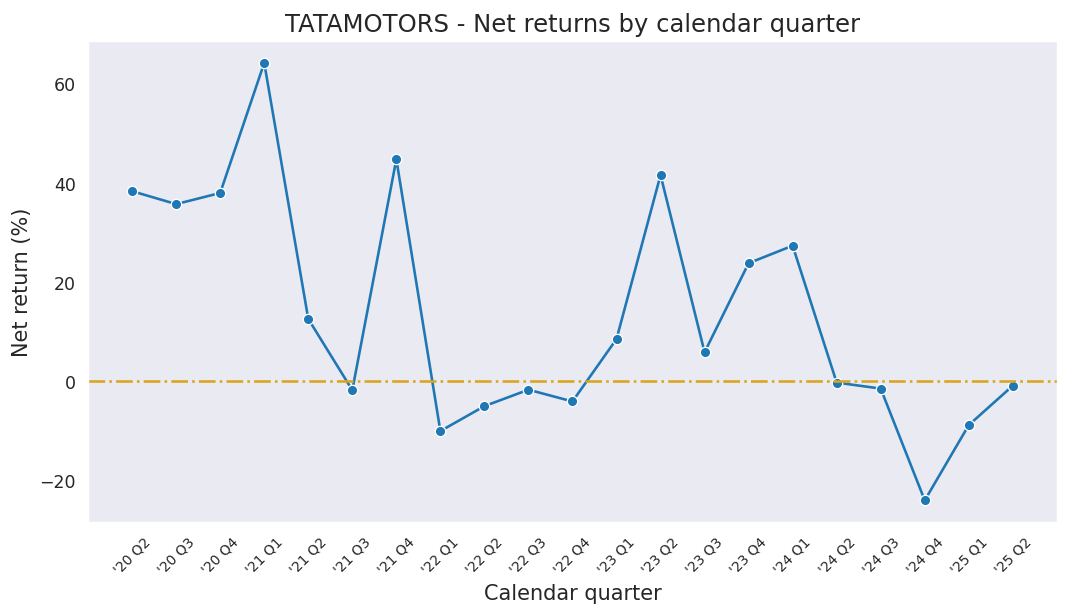 TATAMOTORS - Net returns by calendar quarter
Net return (%)
60
40
20
0
−20
'20 Q2
'20 Q3
'20 Q4
'21 Q1
'21 Q2
'21 Q3
'21 Q4
'22 Q1
'22 Q2
'22 Q3
'22 Q4
'23 Q1
'23 Q2
'23 Q3
'23 Q4
'24 Q1
'24 Q2
'24 Q3
'24 Q4
'25 Q1
'25 Q2
Calendar quarter